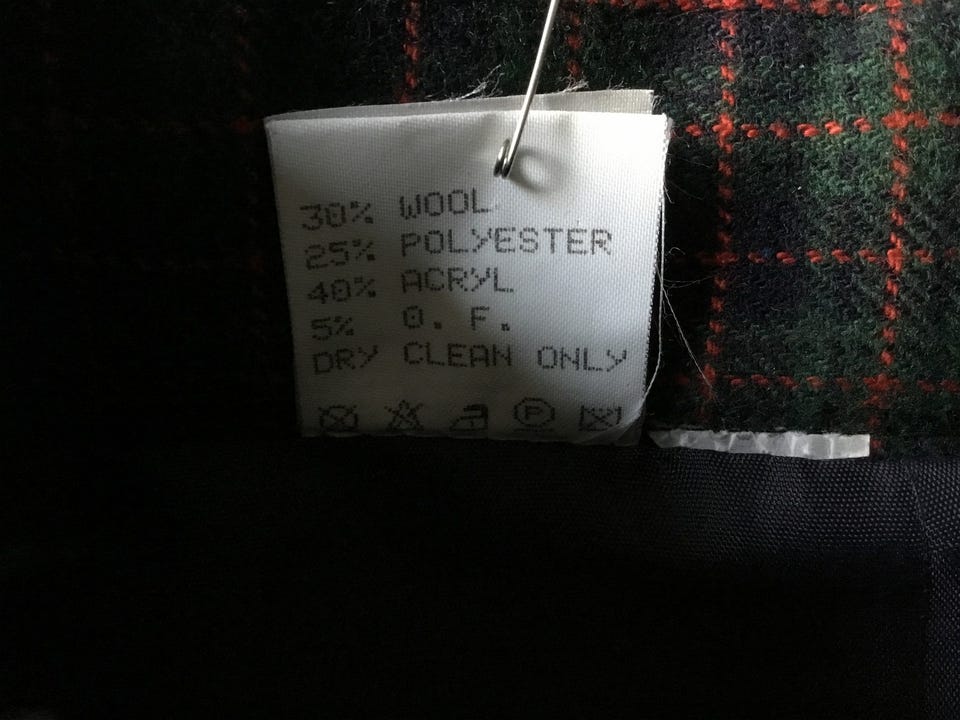 30% WOOL
25% POLYESTER
40% ACRYL
5% O. F.
DRY CLEAN ONLY
P